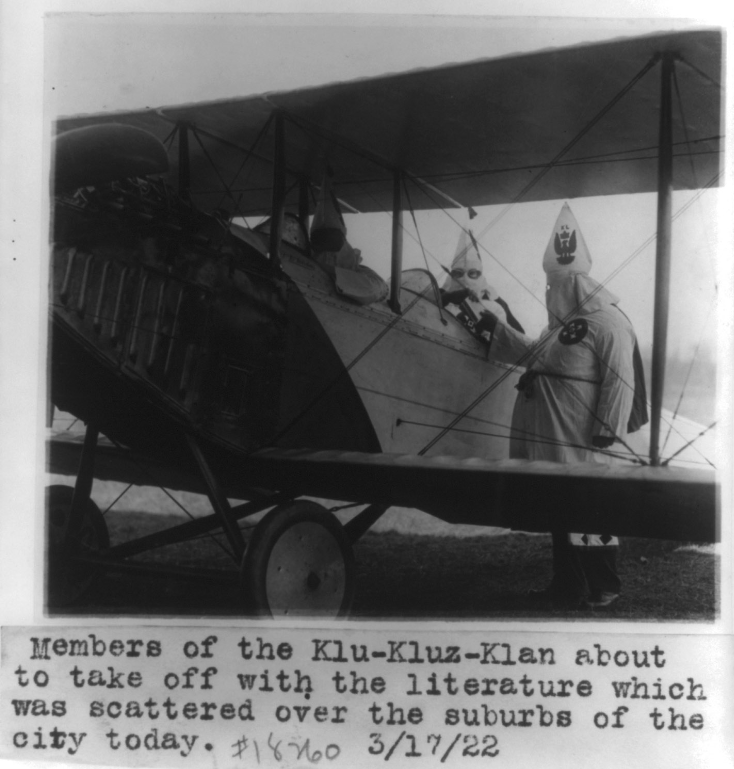 Members of the Klu-Kluz-Klan about
to take off with the literature which
was scattered over the suburbs of the
city today. #18760 3/17/22